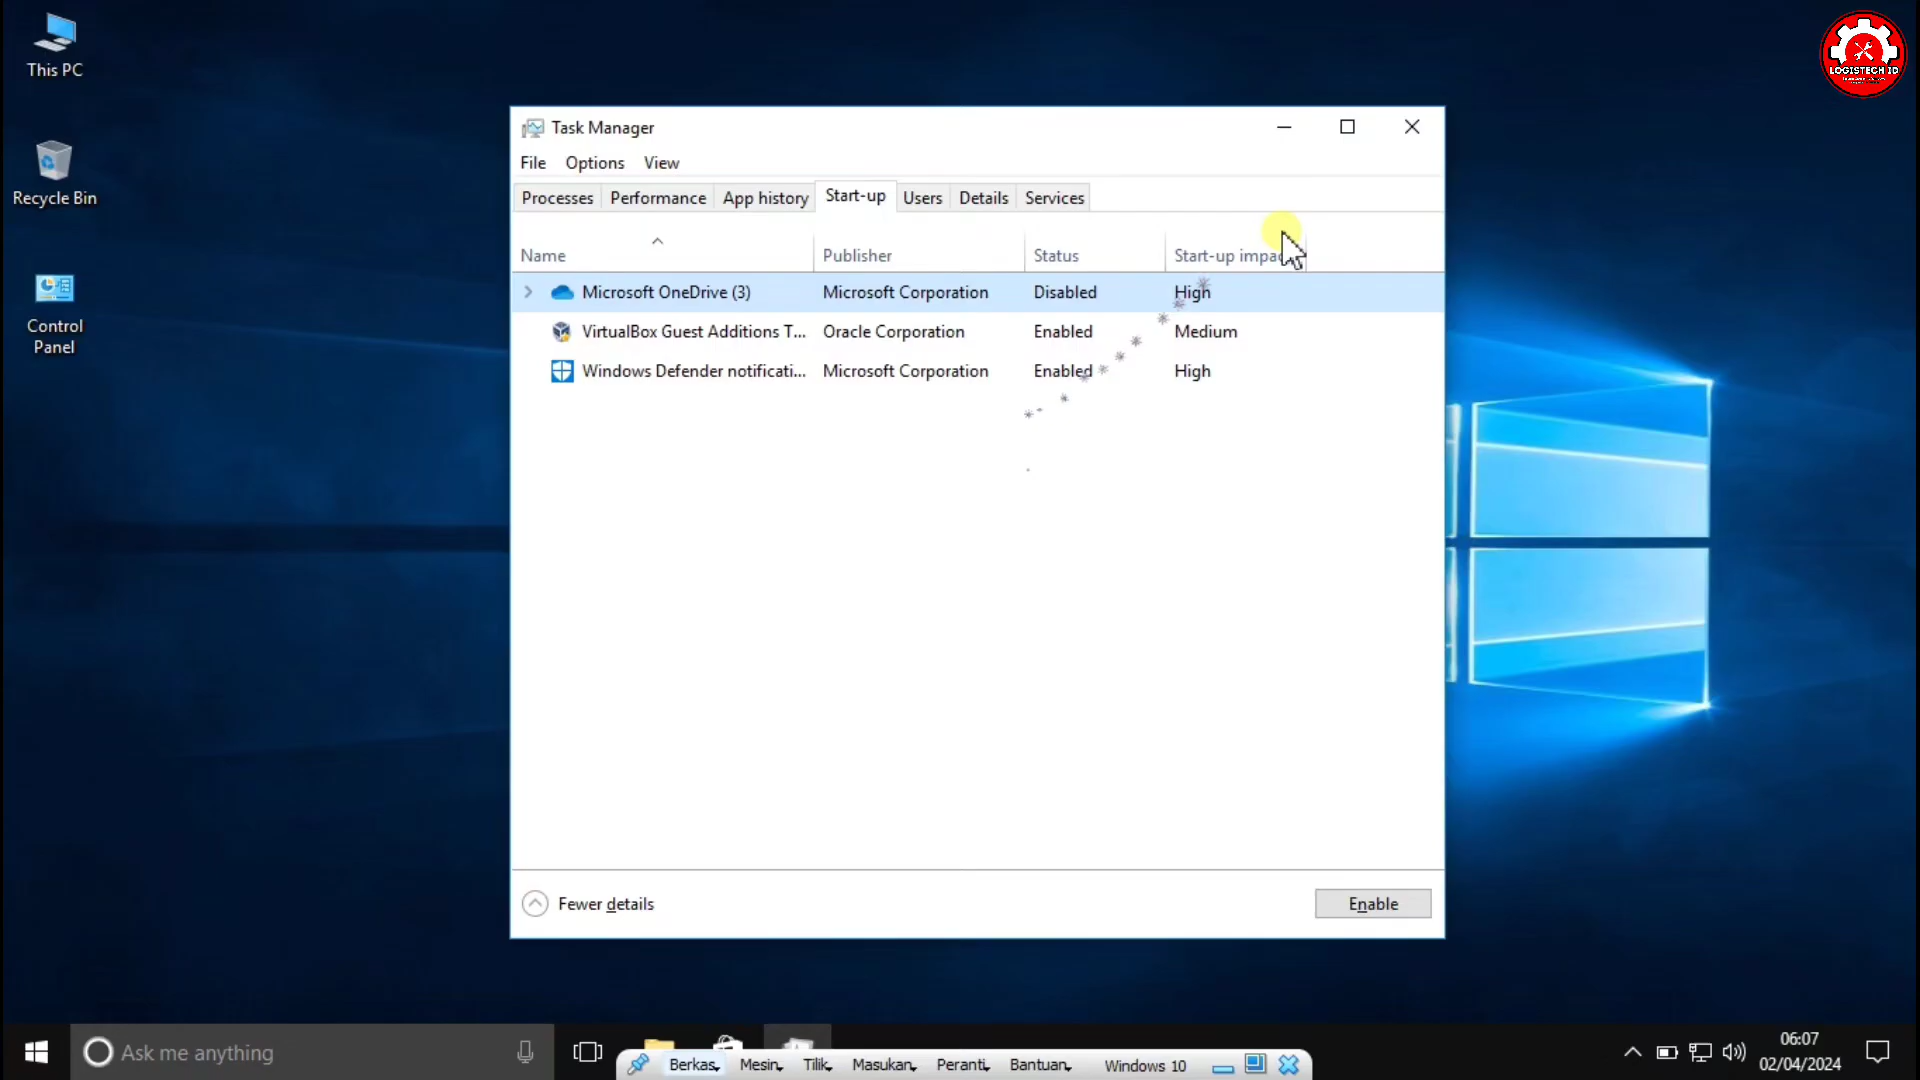 This PC
Recycle Bin
Control
Panel
LOGISTECH ID
Task Manager
File Options View
Processes Performance App history Start-up Users Details Services
Name Publisher Status Start-up impac
Microsoft OneDrive (3) Microsoft Corporation Disabled High
VirtualBox Guest Additions T... Oracle Corporation Enabled Medium
Windows Defender notificati... Microsoft Corporation Enabled High
Fewer details
Enable
Ask me anything
Berkas Mesin Tilik Masukan Peranti Bantuan Windows 10
06:07
02/04/2024